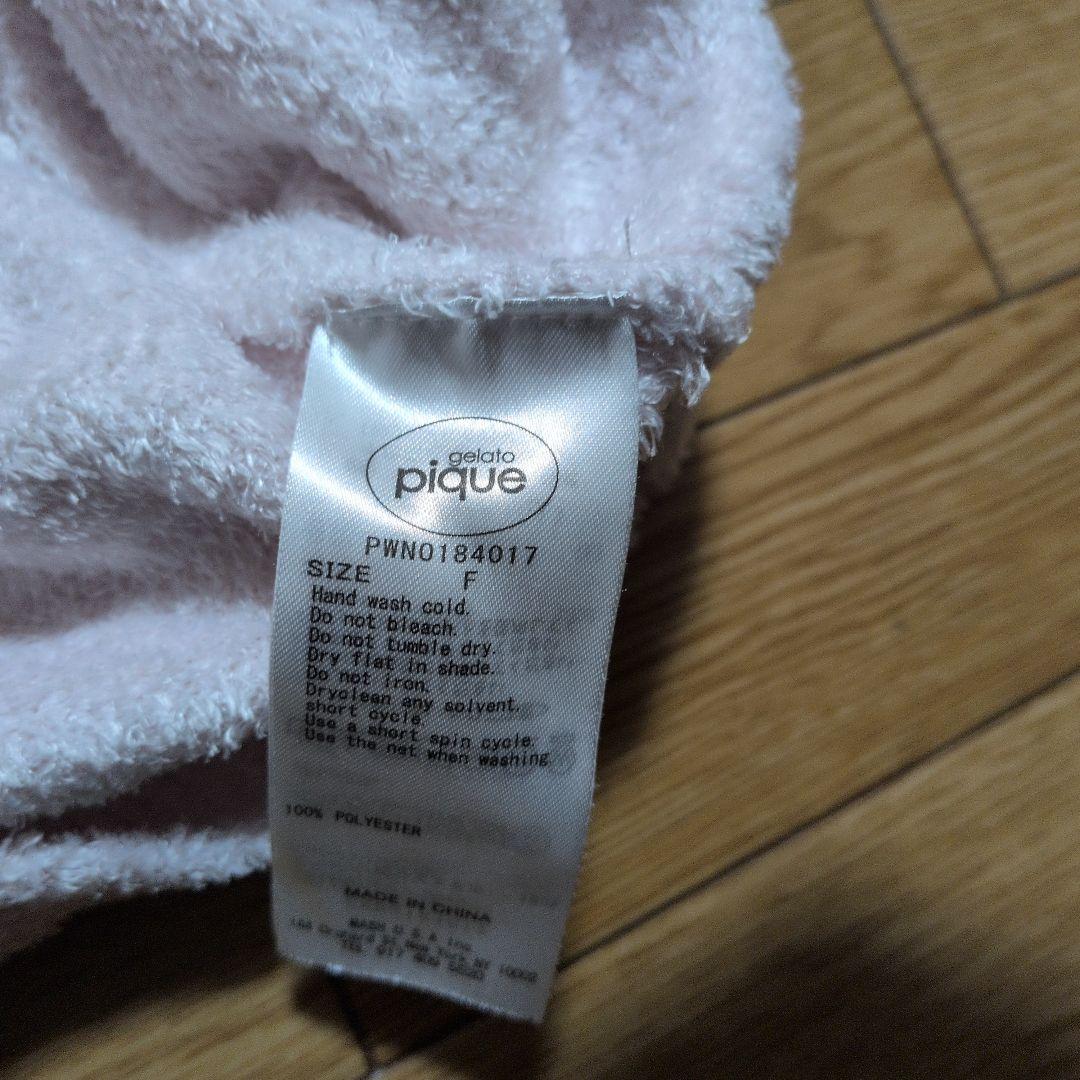 gelato
pique
PWNO184017
SIZE F
Hand wash cold.
Do not bleach.
Do not tumble dry.
Dry flat in shade.
Do not iron.
Dryclean any solvent.
short cycle.
Use a short spin cycle.
Use the net when washing.
100% POLYESTER
MADE IN CHINA
MASH U.S.A